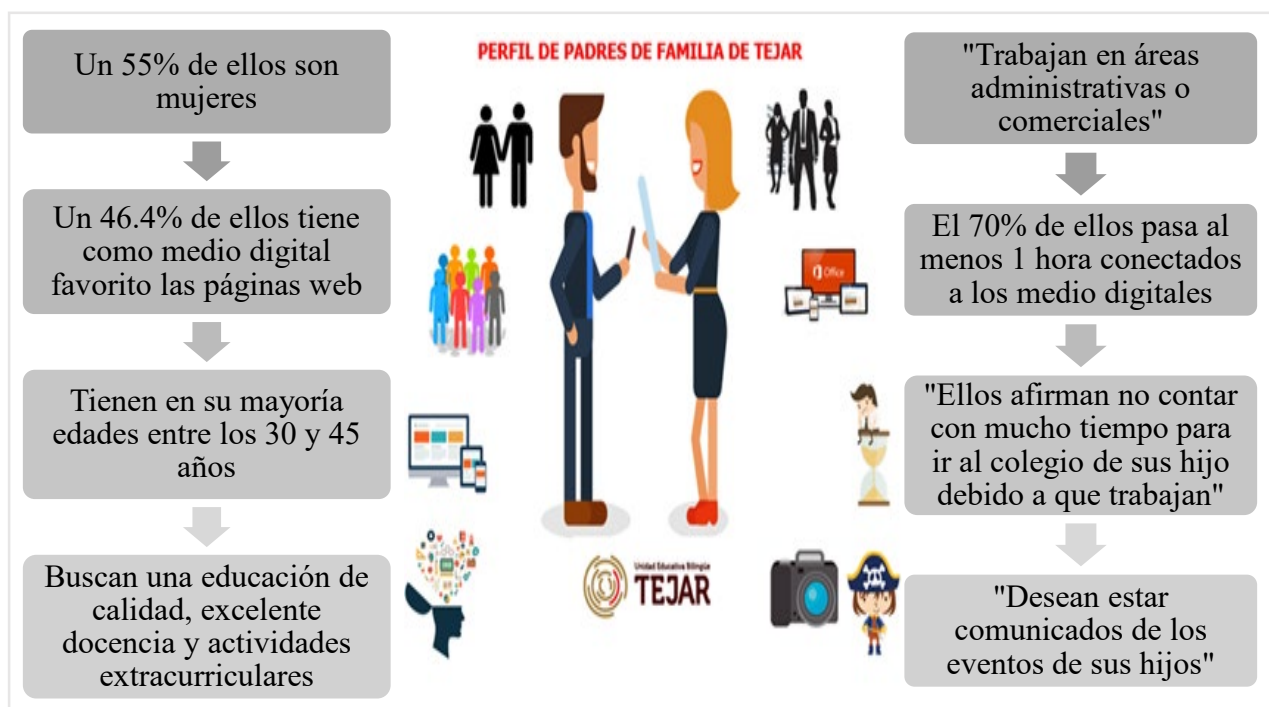 Un 55% de ellos son
mujeres
Un 46.4% de ellos tiene
como medio digital
favorito las páginas web
Tienen en su mayoría
edades entre los 30 y 45
años
Buscan una educación de
calidad, excelente
docencia y actividades
extracurriculares
PERFIL DE PADRES DE FAMILIA DE TEJAR
Office
Unidad Educativa Bilingüe
TEJAR
"Trabajan en áreas
administrativas o
comerciales"
El 70% de ellos pasa al
menos 1 hora conectados
a los medio digitales
"Ellos afirman no contar
con mucho tiempo para
ir al colegio de sus hijo
debido a que trabajan"
"Desean estar
comunicados de los
eventos de sus hijos"